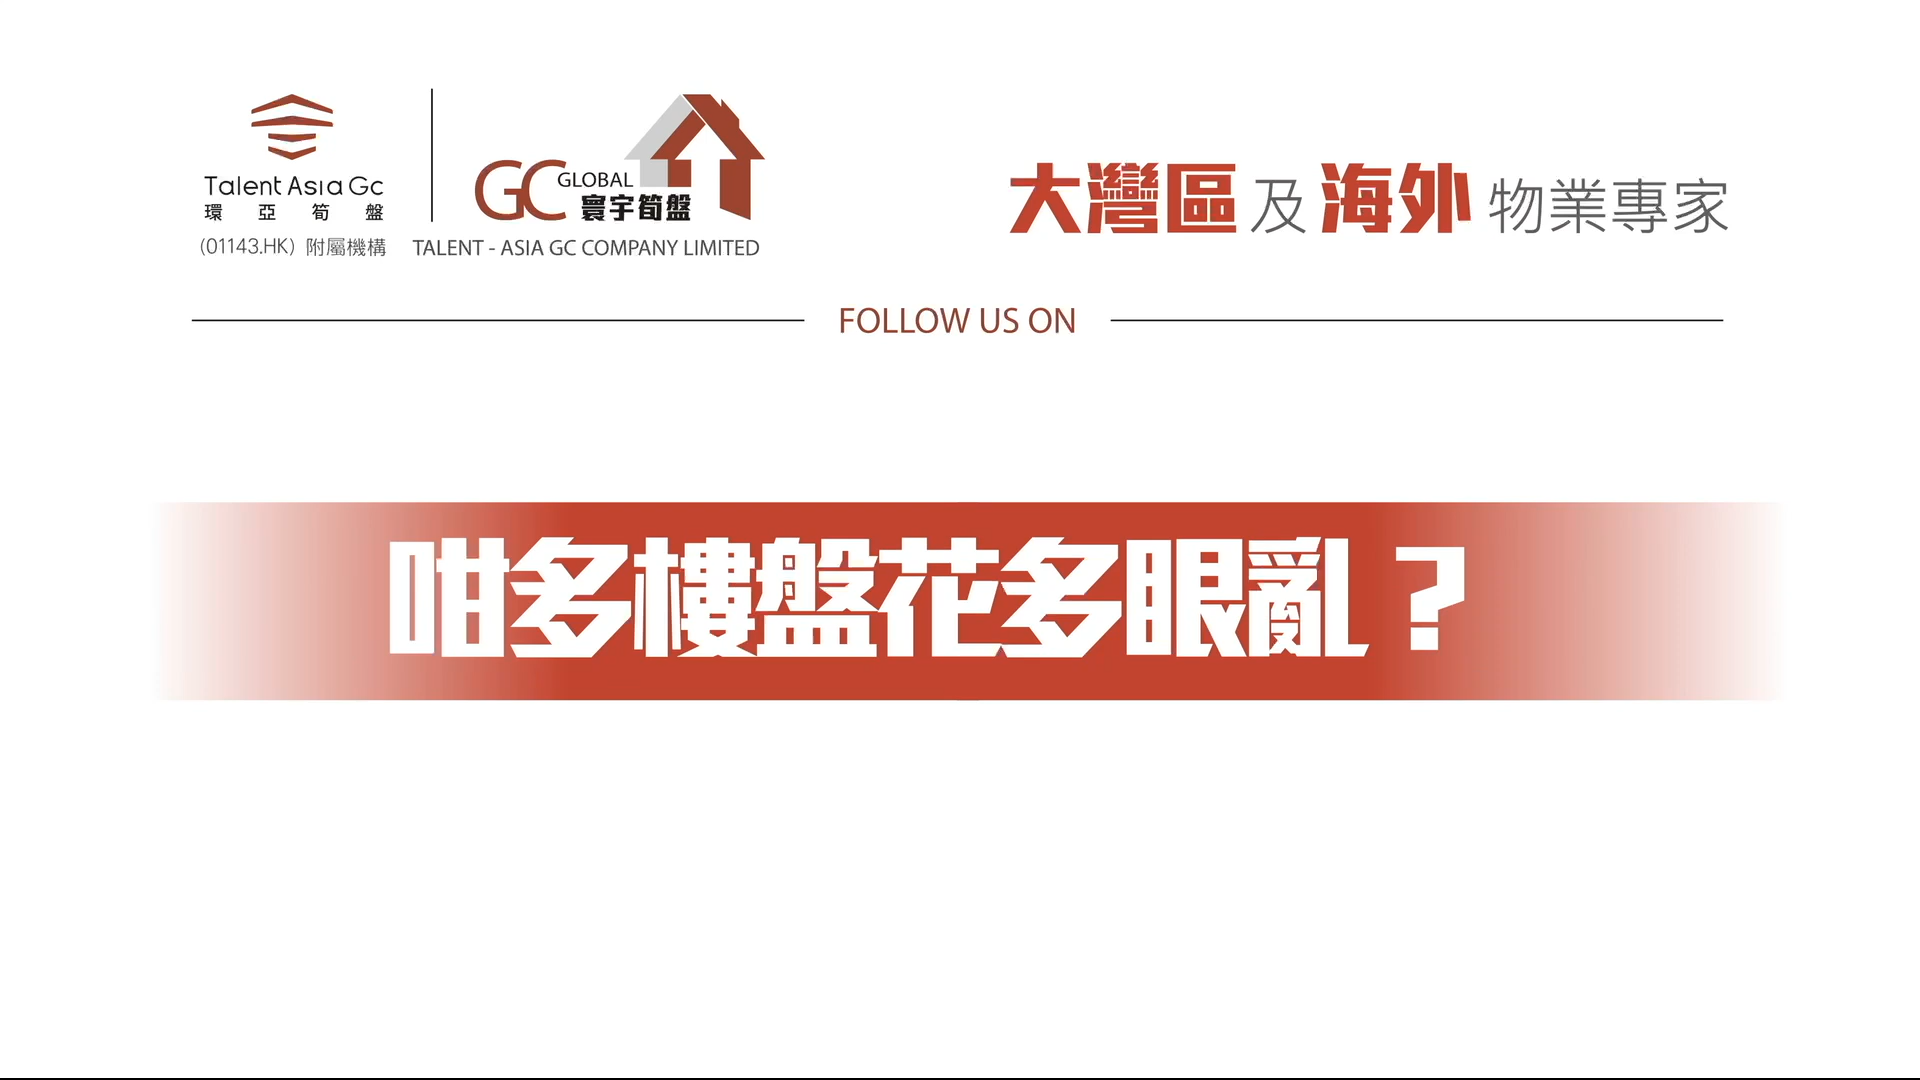 Talent Asia Gc
環亞筍盤
(01143.HK) 附屬機構
GC GLOBAL
寰宇筍盤
TALENT - ASIA GC COMPANY LIMITED
大灣區及海外物業專家
FOLLOW US ON
咁多樓盤花多眼亂？